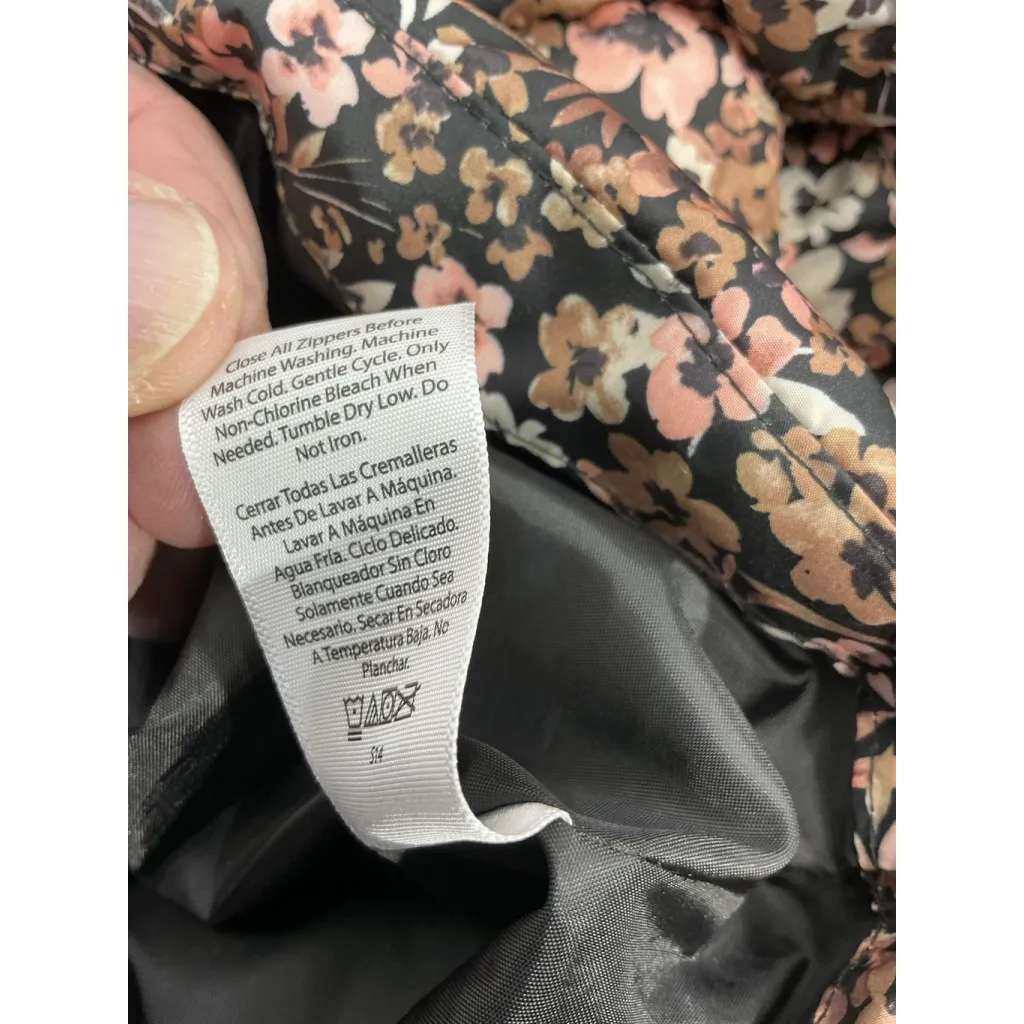 Close All Zippers Before
Machine Washing. Machine
Wash Cold. Gentle Cycle. Only
Non-Chlorine Bleach When
Needed. Tumble Dry Low. Do
Not Iron.
Cerrar Todas Las Cremalleras
Antes De Lavar A Máquina.
Lavar A Máquina En
Agua Fría. Ciclo Delicado.
Blanqueador Sin Cloro
Solamente Cuando Sea
Necesario. Secar En Secadora
A Temperatura Baja. No
Planchar.
S14